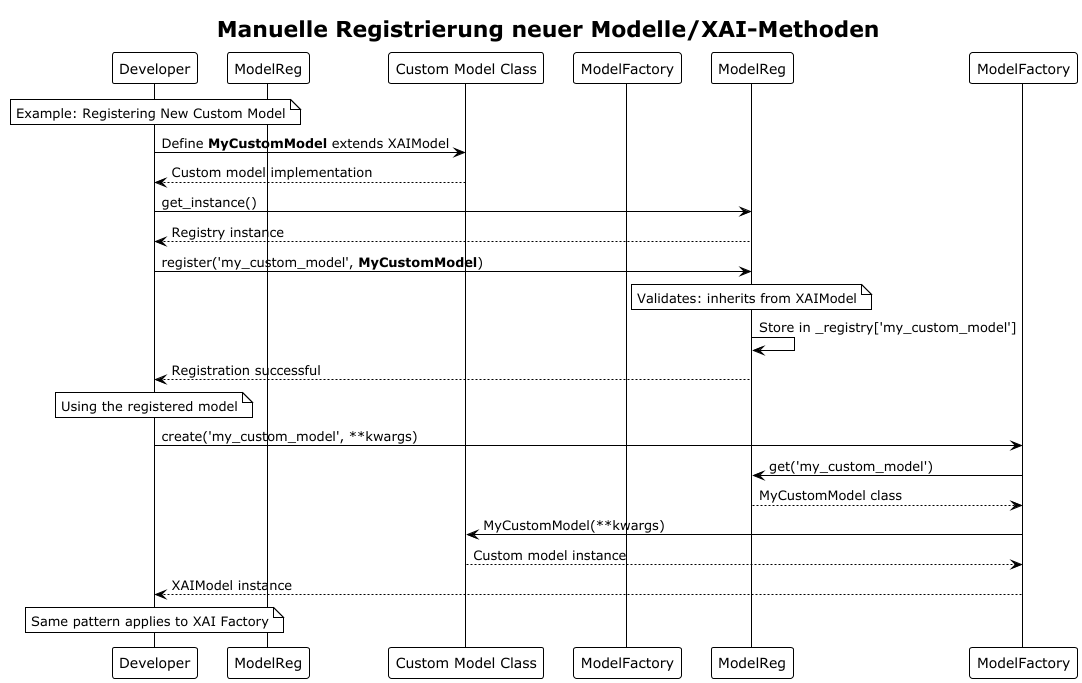 Manuelle Registrierung neuer Modelle/XAI-Methoden
Developer
ModelReg
Custom Model Class
ModelFactory
ModelReg
ModelFactory
Example: Registering New Custom Model
Define MyCustomModel extends XAIModel
Custom model implementation
get_instance()
Registry instance
register('my_custom_model', MyCustomModel)
Validates: inherits from XAIModel
Store in _registry['my_custom_model']
Registration successful
Using the registered model
create('my_custom_model', **kwargs)
get('my_custom_model')
MyCustomModel class
MyCustomModel(**kwargs)
Custom model instance
XAIModel instance
Same pattern applies to XAI Factory
Developer
ModelReg
Custom Model Class
ModelFactory
ModelReg
ModelFactory